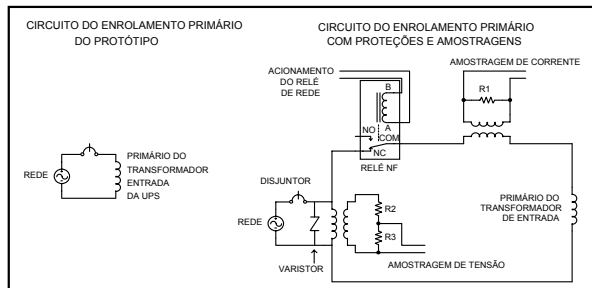 CIRCUITO DO ENROLAMENTO PRIMÁRIO
DO PROTÓTIPO
REDE
PRIMÁRIO DO
TRANSFORMADOR
ENTRADA
DA UPS
CIRCUITO DO ENROLAMENTO PRIMÁRIO
COM PROTEÇÕES E AMOSTRAGENS
ACIONAMENTO
DO RELÉ
DE REDE
B
A
NO
COM
NC
RELÉ NF
AMOSTRAGEM DE CORRENTE
R1
DISJUNTOR
REDE
R2
R3
VARISTOR
AMOSTRAGEM DE TENSÃO
PRIMÁRIO DO
TRANSFORMADOR
DE ENTRADA